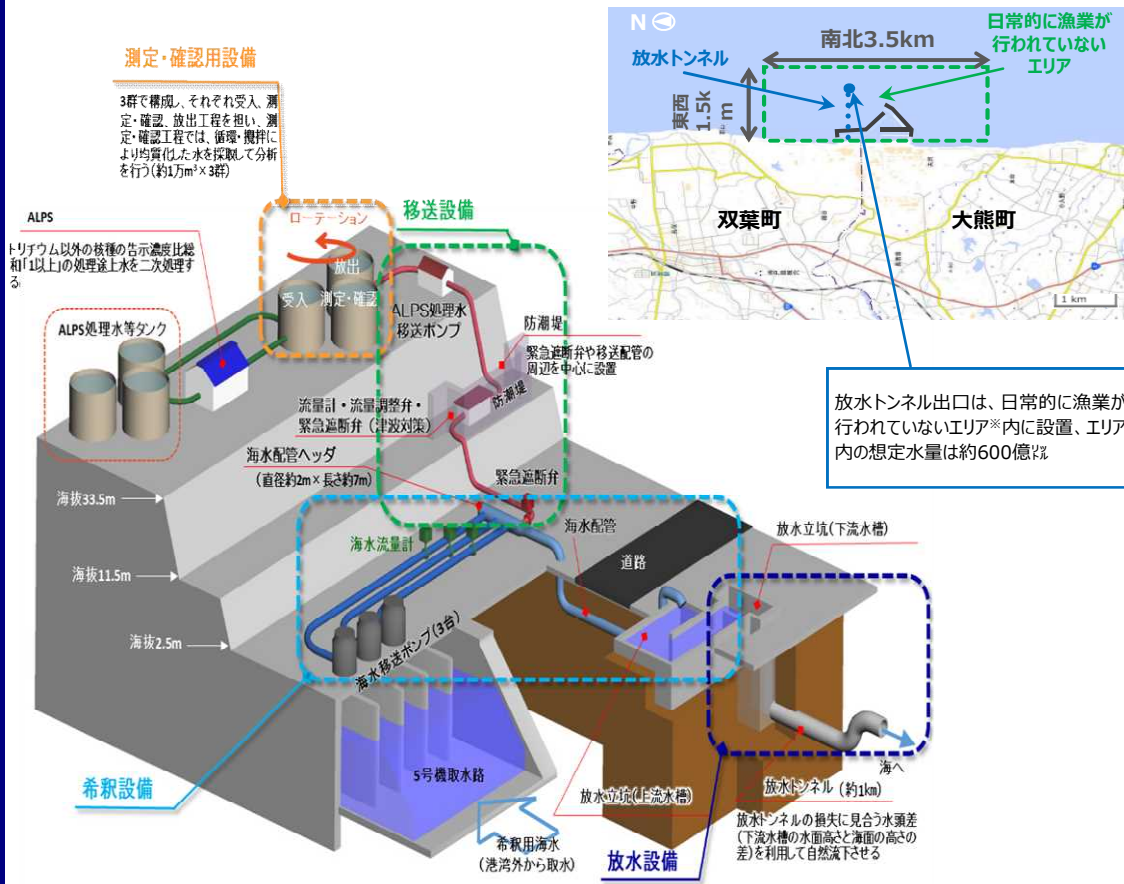 測定・確認用設備
3群で構成し、それぞれ受入、測
定・確認、放出工程を担い、測
定・確認工程では、循環・攪拌に
より均質化した水を採取して分析
を行う(約1万m³×3群)
ALPS
トリチウム以外の核種の告示濃度比総
和「1以上」の処理途上水を二次処理す
る
ALPS処理水等タンク
ローテーション
受入
測定・確認
放出
移送設備
ALPS処理水
移送ポンプ
防潮堤
緊急遮断弁や移送配管の
周辺を中心に設置
防潮堤
流量計・流量調整弁・
緊急遮断弁（津波対策）
海水配管ヘッダ
(直径約2m×長さ約7m)
緊急遮断弁
海水流量計
海水配管
道路
放水立坑(下流水槽)
海抜33.5m
海抜11.5m
海抜2.5m
海水移送ポンプ(3台)
5号機取水路
希釈設備
希釈用海水
(港湾外から取水)
放水立坑(上流水槽)
放水設備
海へ
放水トンネル (約1km)
放水トンネルの損失に見合う水頭差
(下流水槽の水面高さと海面の高さの
差)を利用して自然流下させる
N
放水トンネル
南北3.5km
日常的に漁業が
行われていない
エリア
東西
1.5k
m
双葉町
大熊町
1 km
放水トンネル出口は、日常的に漁業が
行われていないエリア※内に設置、エリア
内の想定水量は約600億㍑